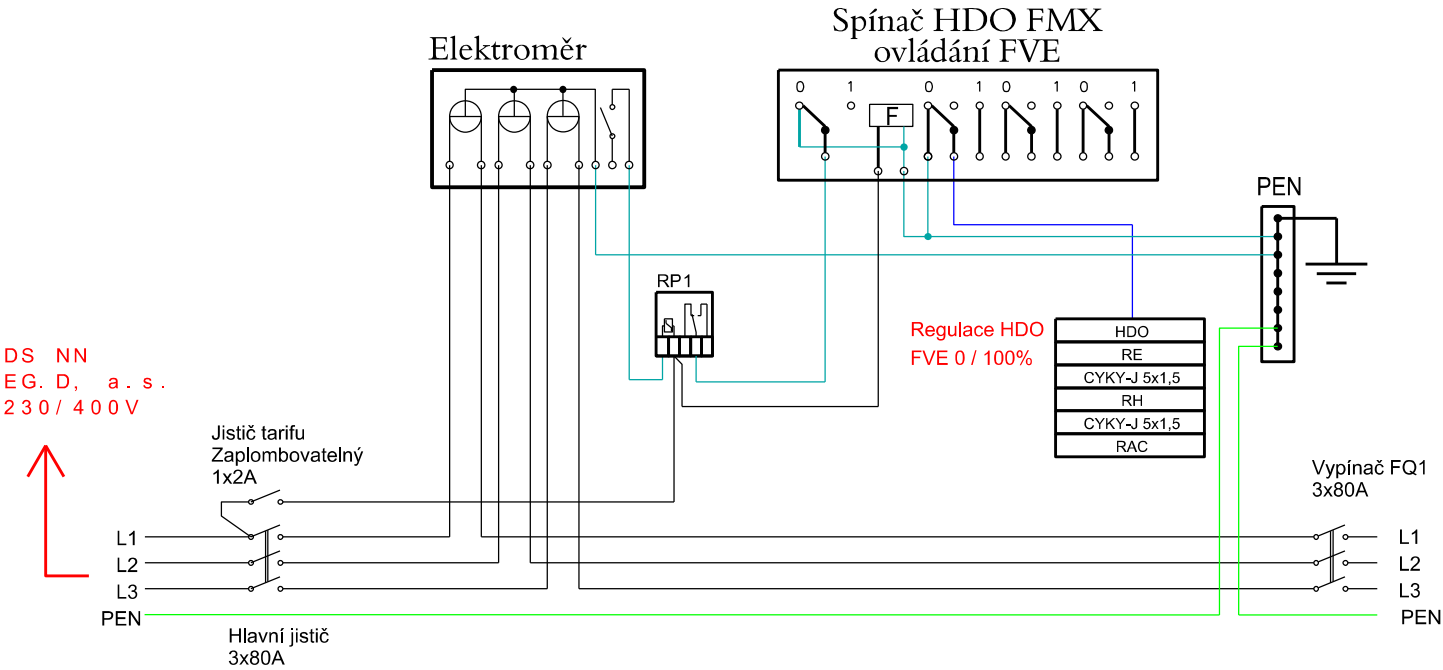 Spínač HDO FMX
ovládání FVE
Elektroměr
0 1 0 1 0 1 0 1
F
PEN
RP1
Regulace HDO
FVE 0 / 100%
HDO
RE
CYKY-J 5x1,5
RH
CYKY-J 5x1,5
RAC
DS NN
EG. D, a. s.
230/ 400V
Jistič tarifu
Zaplombovatelný
1x2A
Vypínač FQ1
3x80A
L1
L2
L3
PEN
L1
L2
L3
PEN
Hlavní jistič
3x80A